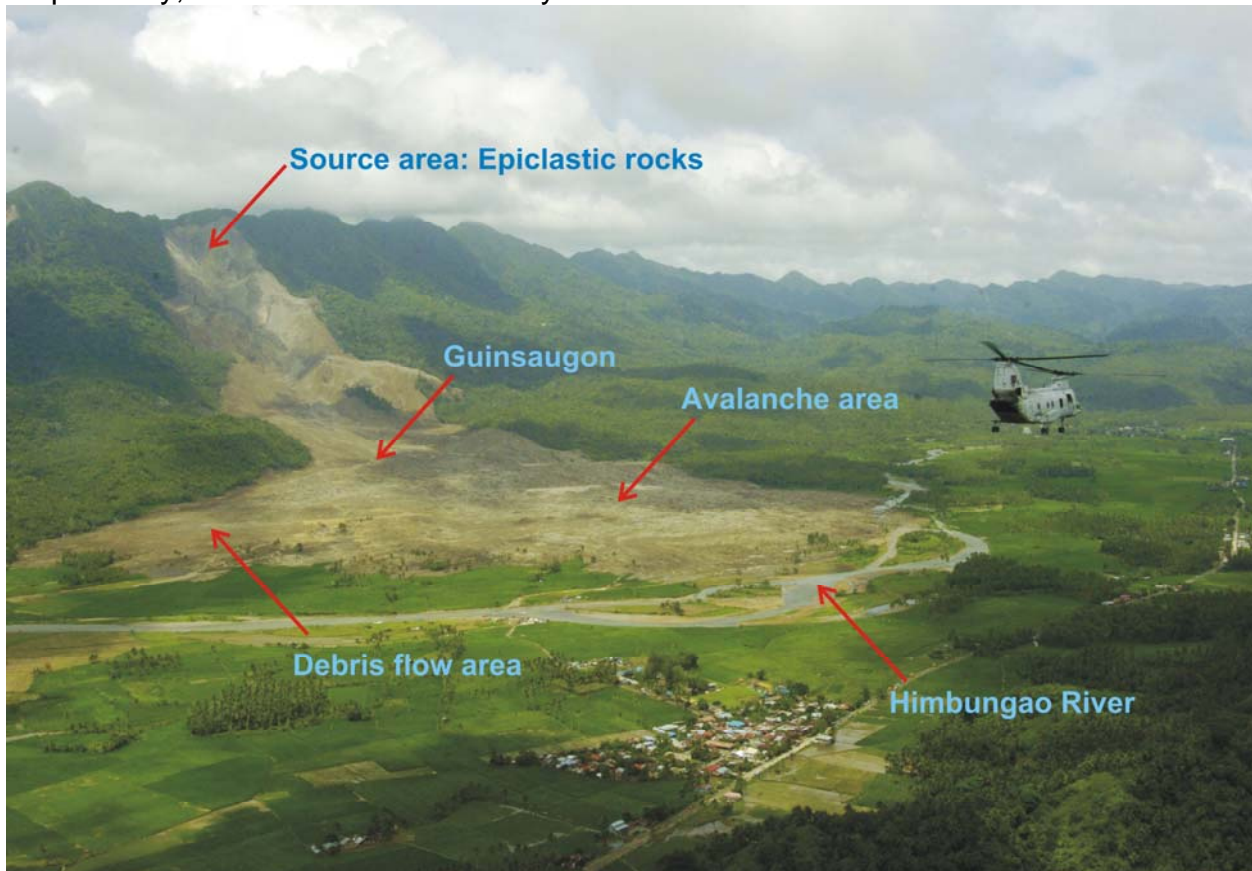 Source area: Epiclastic rocks
Guinsaugon
Avalanche area
Debris flow area
Himbungao River